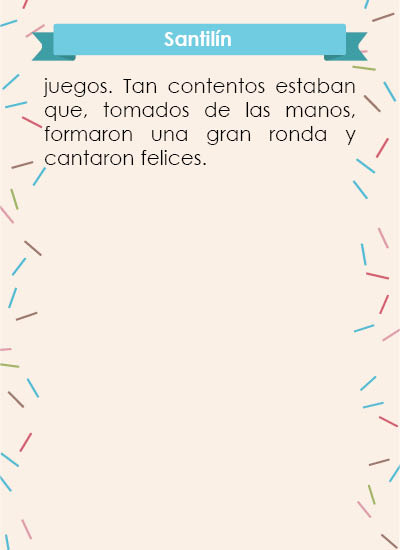 Santilín
juegos. Tan contentos estaban
que, tomados de las manos,
formaron una gran ronda y
cantaron felices.